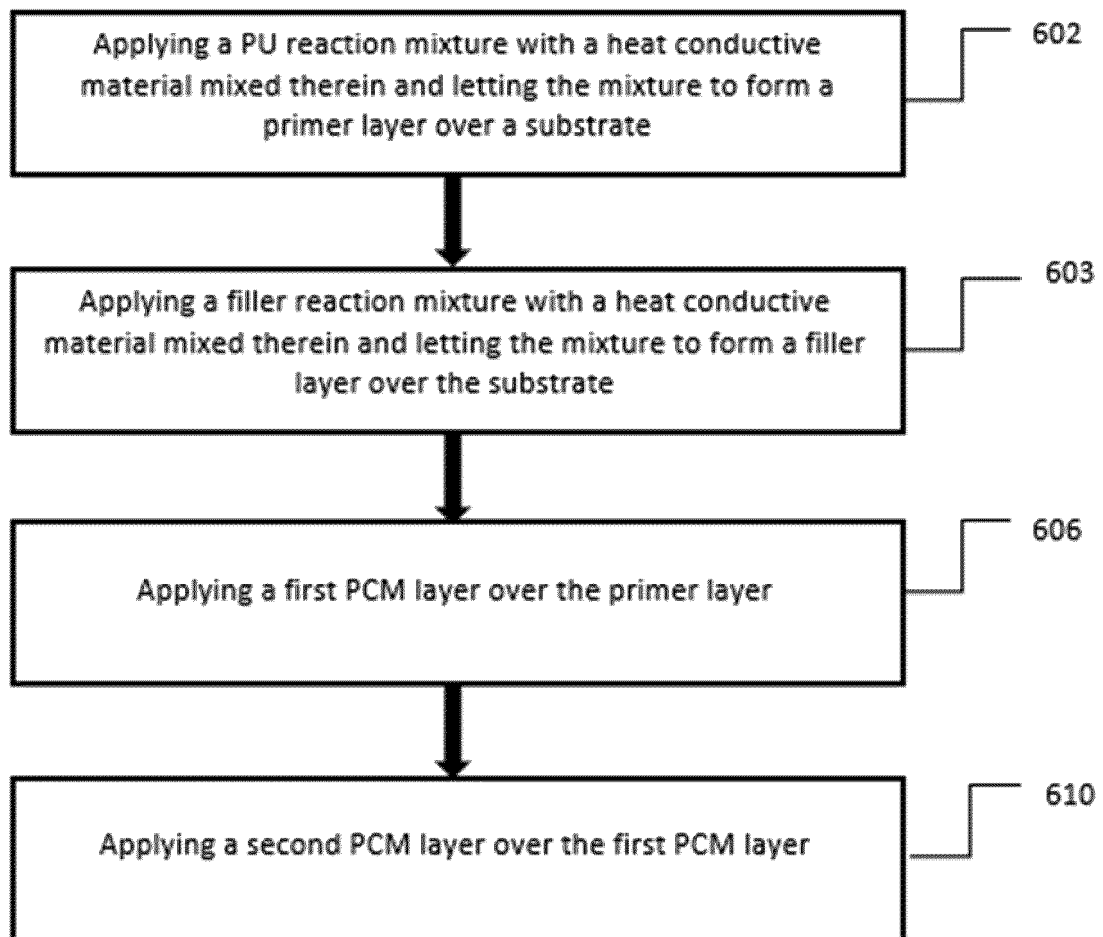 Applying a PU reaction mixture with a heat conductive
material mixed therein and letting the mixture to form a
primer layer over a substrate
602
Applying a filler reaction mixture with a heat conductive
material mixed therein and letting the mixture to form a filler
layer over the substrate
603
Applying a first PCM layer over the primer layer
606
Applying a second PCM layer over the first PCM layer
610